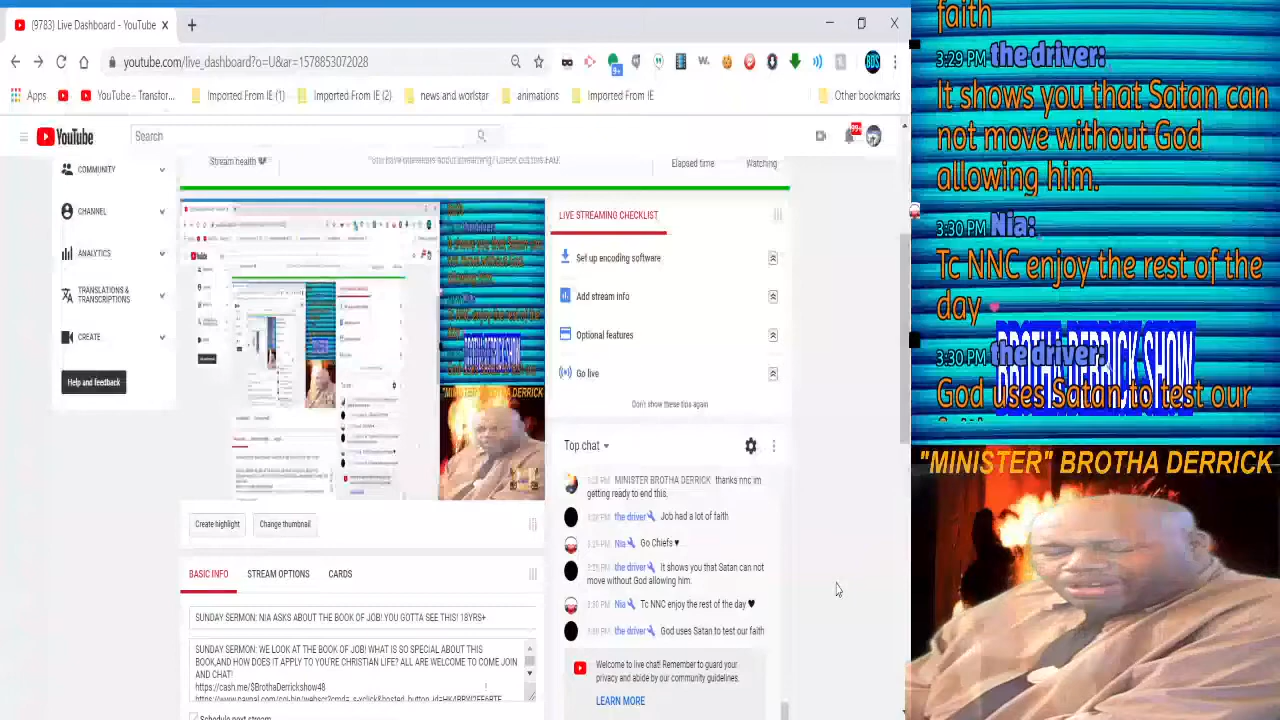 (9783) Live Dashboard - YouTube
youtube.com/live_dashboard?o=U&ar=1578530012028
9+
W.
BDS
Apps
YouTube - Transfor...
Imported From IE (1)
Imported From IE (2)
news and worlstar
animations
Imported From IE
Other bookmarks
YouTube
Search
99+
COMMUNITY
CHANNEL
ANALYTICS
TRANSLATIONS &
TRANSCRIPTIONS
CREATE
Help and feedback
Stream health
Elapsed time
Watching
LIVE STREAMING CHECKLIST
Set up encoding software
Add stream info
Optional features
Go live
Don't show these tips again
Top chat
MINISTER BROTHA DERRICK thanks nnc im
getting ready to end this.
the driver Job had a lot of faith
Nia Go Chiefs ♥
the driver It shows you that Satan can not
move without God allowing him.
3:30 PM Nia Tc NNC enjoy the rest of the day ♥
the driver God uses Satan to test our faith
Welcome to live chat! Remember to guard your
privacy and abide by our community guidelines.
LEARN MORE
Create highlight
Change thumbnail
BASIC INFO
STREAM OPTIONS
CARDS
SUNDAY SERMON: NIA ASKS ABOUT THE BOOK OF JOB! YOU GOTTA SEE THIS! 18YRS+
SUNDAY SERMON: WE LOOK AT THE BOOK OF JOB! WHAT IS SO SPECIAL ABOUT THIS
BOOK,AND HOW DOES IT APPLY TO YOU'RE CHRISTIAN LIFE? ALL ARE WELCOME TO COME JOIN
AND CHAT!
https://cash.me/$BrothaDerrickshow48
Schedule next stream
faith
3:29 PM the driver:
It shows you that Satan can
not move without God
allowing him.
3:30 PM Nia:
Tc NNC enjoy the rest of the
day
3:30 PM the driver:
God uses Satan to test our
BROTHA DERRICK SHOW!
"MINISTER" BROTHA DERRICK